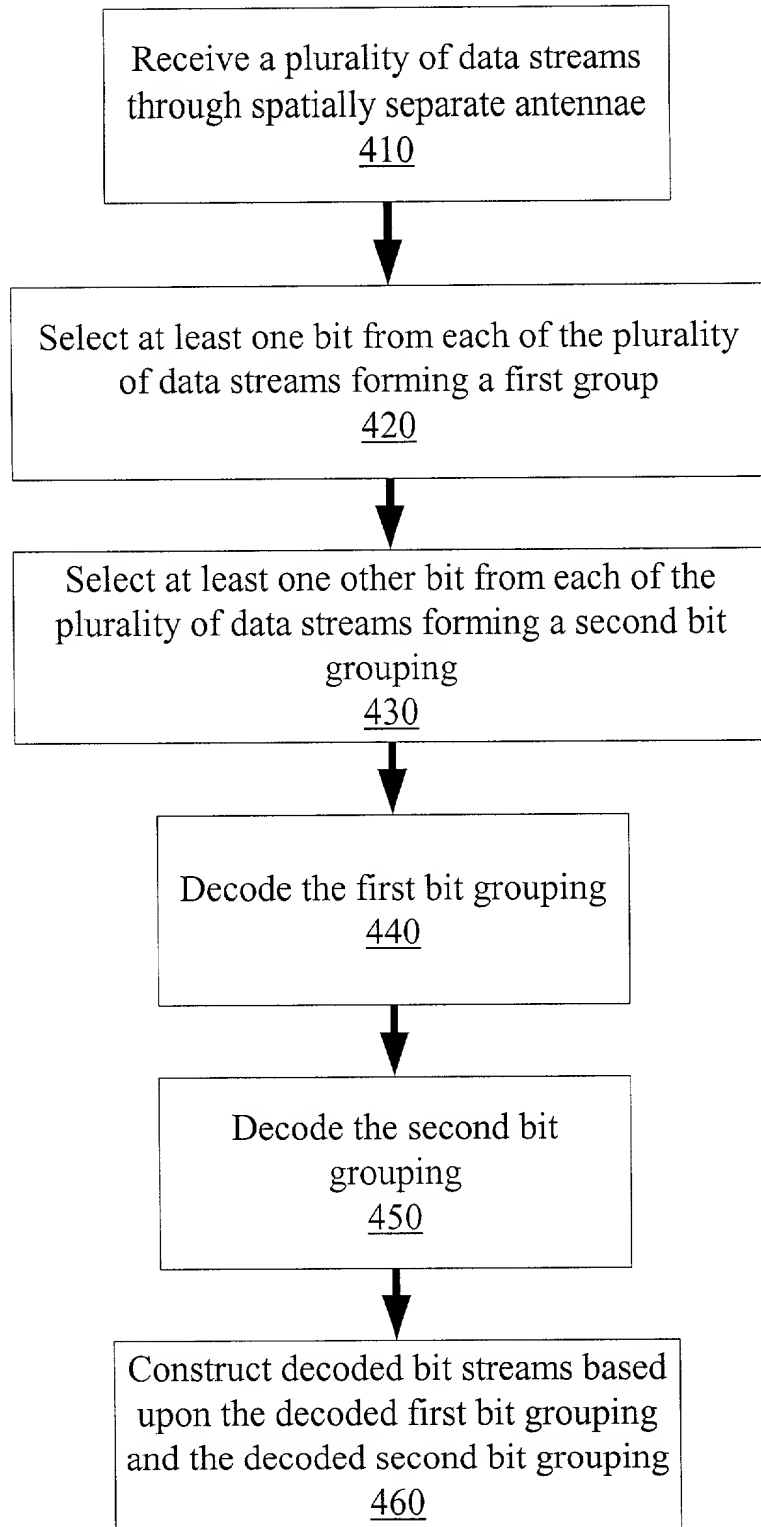 Receive a plurality of data streams
through spatially separate antennae
410
Select at least one bit from each of the plurality
of data streams forming a first group
420
Select at least one other bit from each of the
plurality of data streams forming a second bit
grouping
430
Decode the first bit grouping
440
Decode the second bit
grouping
450
Construct decoded bit streams based
upon the decoded first bit grouping
and the decoded second bit grouping
460